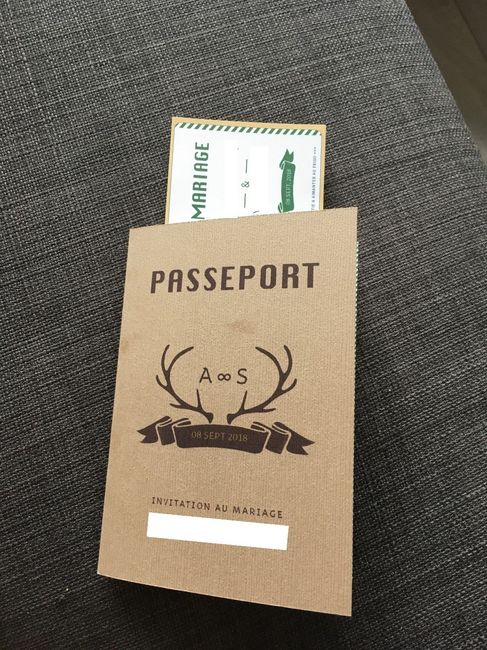 MARIAGE
&
08 SEPT. 2018
PASSEPORT
A ∞ S
08 SEPT 2018
INVITATION AU MARIAGE